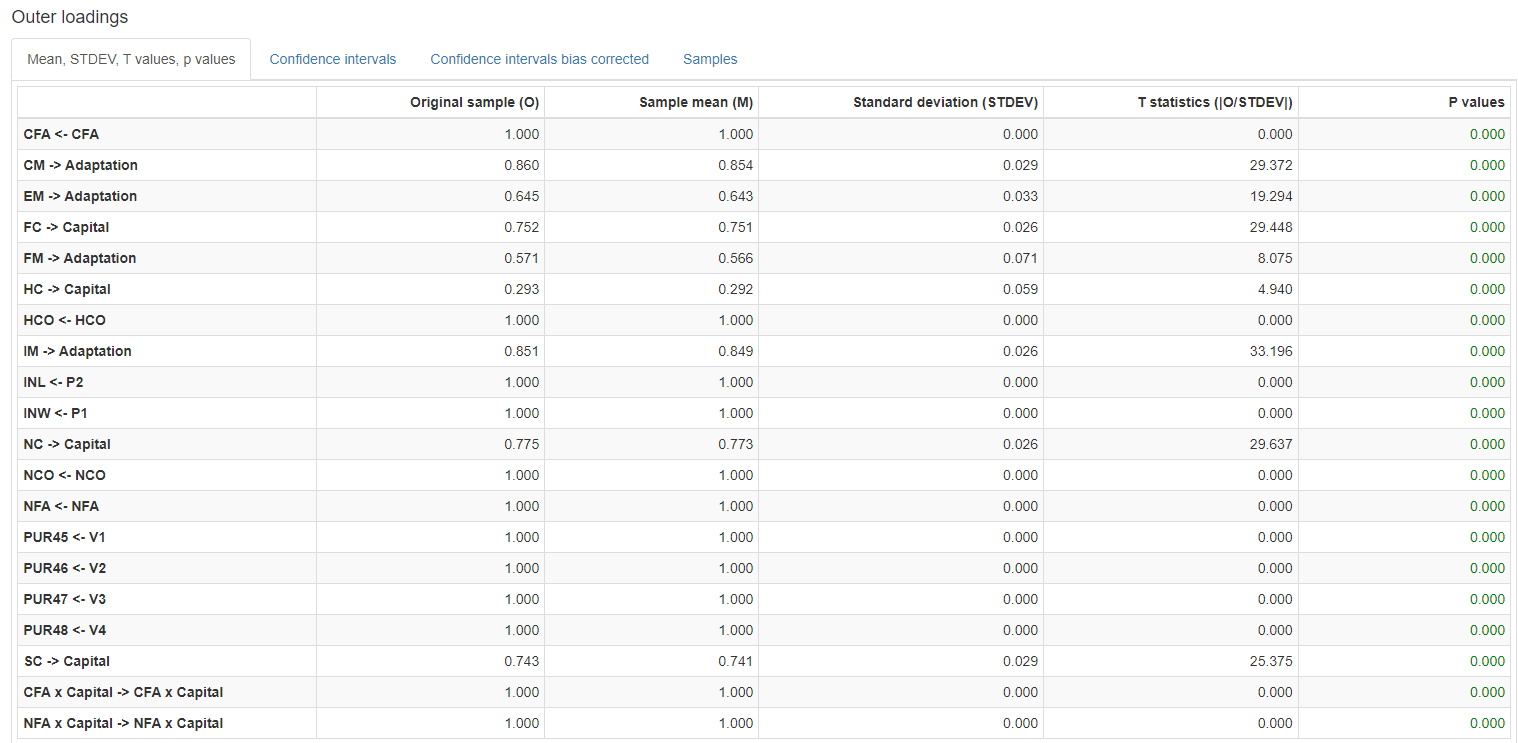 Outer loadings
Mean, STDEV, T values, p values Confidence intervals Confidence intervals bias corrected Samples
Original sample (O) Sample mean (M) Standard deviation (STDEV) T statistics (|O/STDEV|) P values
CFA <- CFA 1.000 1.000 0.000 0.000 0.000
CM -> Adaptation 0.860 0.854 0.029 29.372 0.000
EM -> Adaptation 0.645 0.643 0.033 19.294 0.000
FC -> Capital 0.752 0.751 0.026 29.448 0.000
FM -> Adaptation 0.571 0.566 0.071 8.075 0.000
HC -> Capital 0.293 0.292 0.059 4.940 0.000
HCO <- HCO 1.000 1.000 0.000 0.000 0.000
IM -> Adaptation 0.851 0.849 0.026 33.196 0.000
INL <- P2 1.000 1.000 0.000 0.000 0.000
INW <- P1 1.000 1.000 0.000 0.000 0.000
NC -> Capital 0.775 0.773 0.026 29.637 0.000
NCO <- NCO 1.000 1.000 0.000 0.000 0.000
NFA <- NFA 1.000 1.000 0.000 0.000 0.000
PUR45 <- V1 1.000 1.000 0.000 0.000 0.000
PUR46 <- V2 1.000 1.000 0.000 0.000 0.000
PUR47 <- V3 1.000 1.000 0.000 0.000 0.000
PUR48 <- V4 1.000 1.000 0.000 0.000 0.000
SC -> Capital 0.743 0.741 0.029 25.375 0.000
CFA x Capital -> CFA x Capital 1.000 1.000 0.000 0.000 0.000
NFA x Capital -> NFA x Capital 1.000 1.000 0.000 0.000 0.000